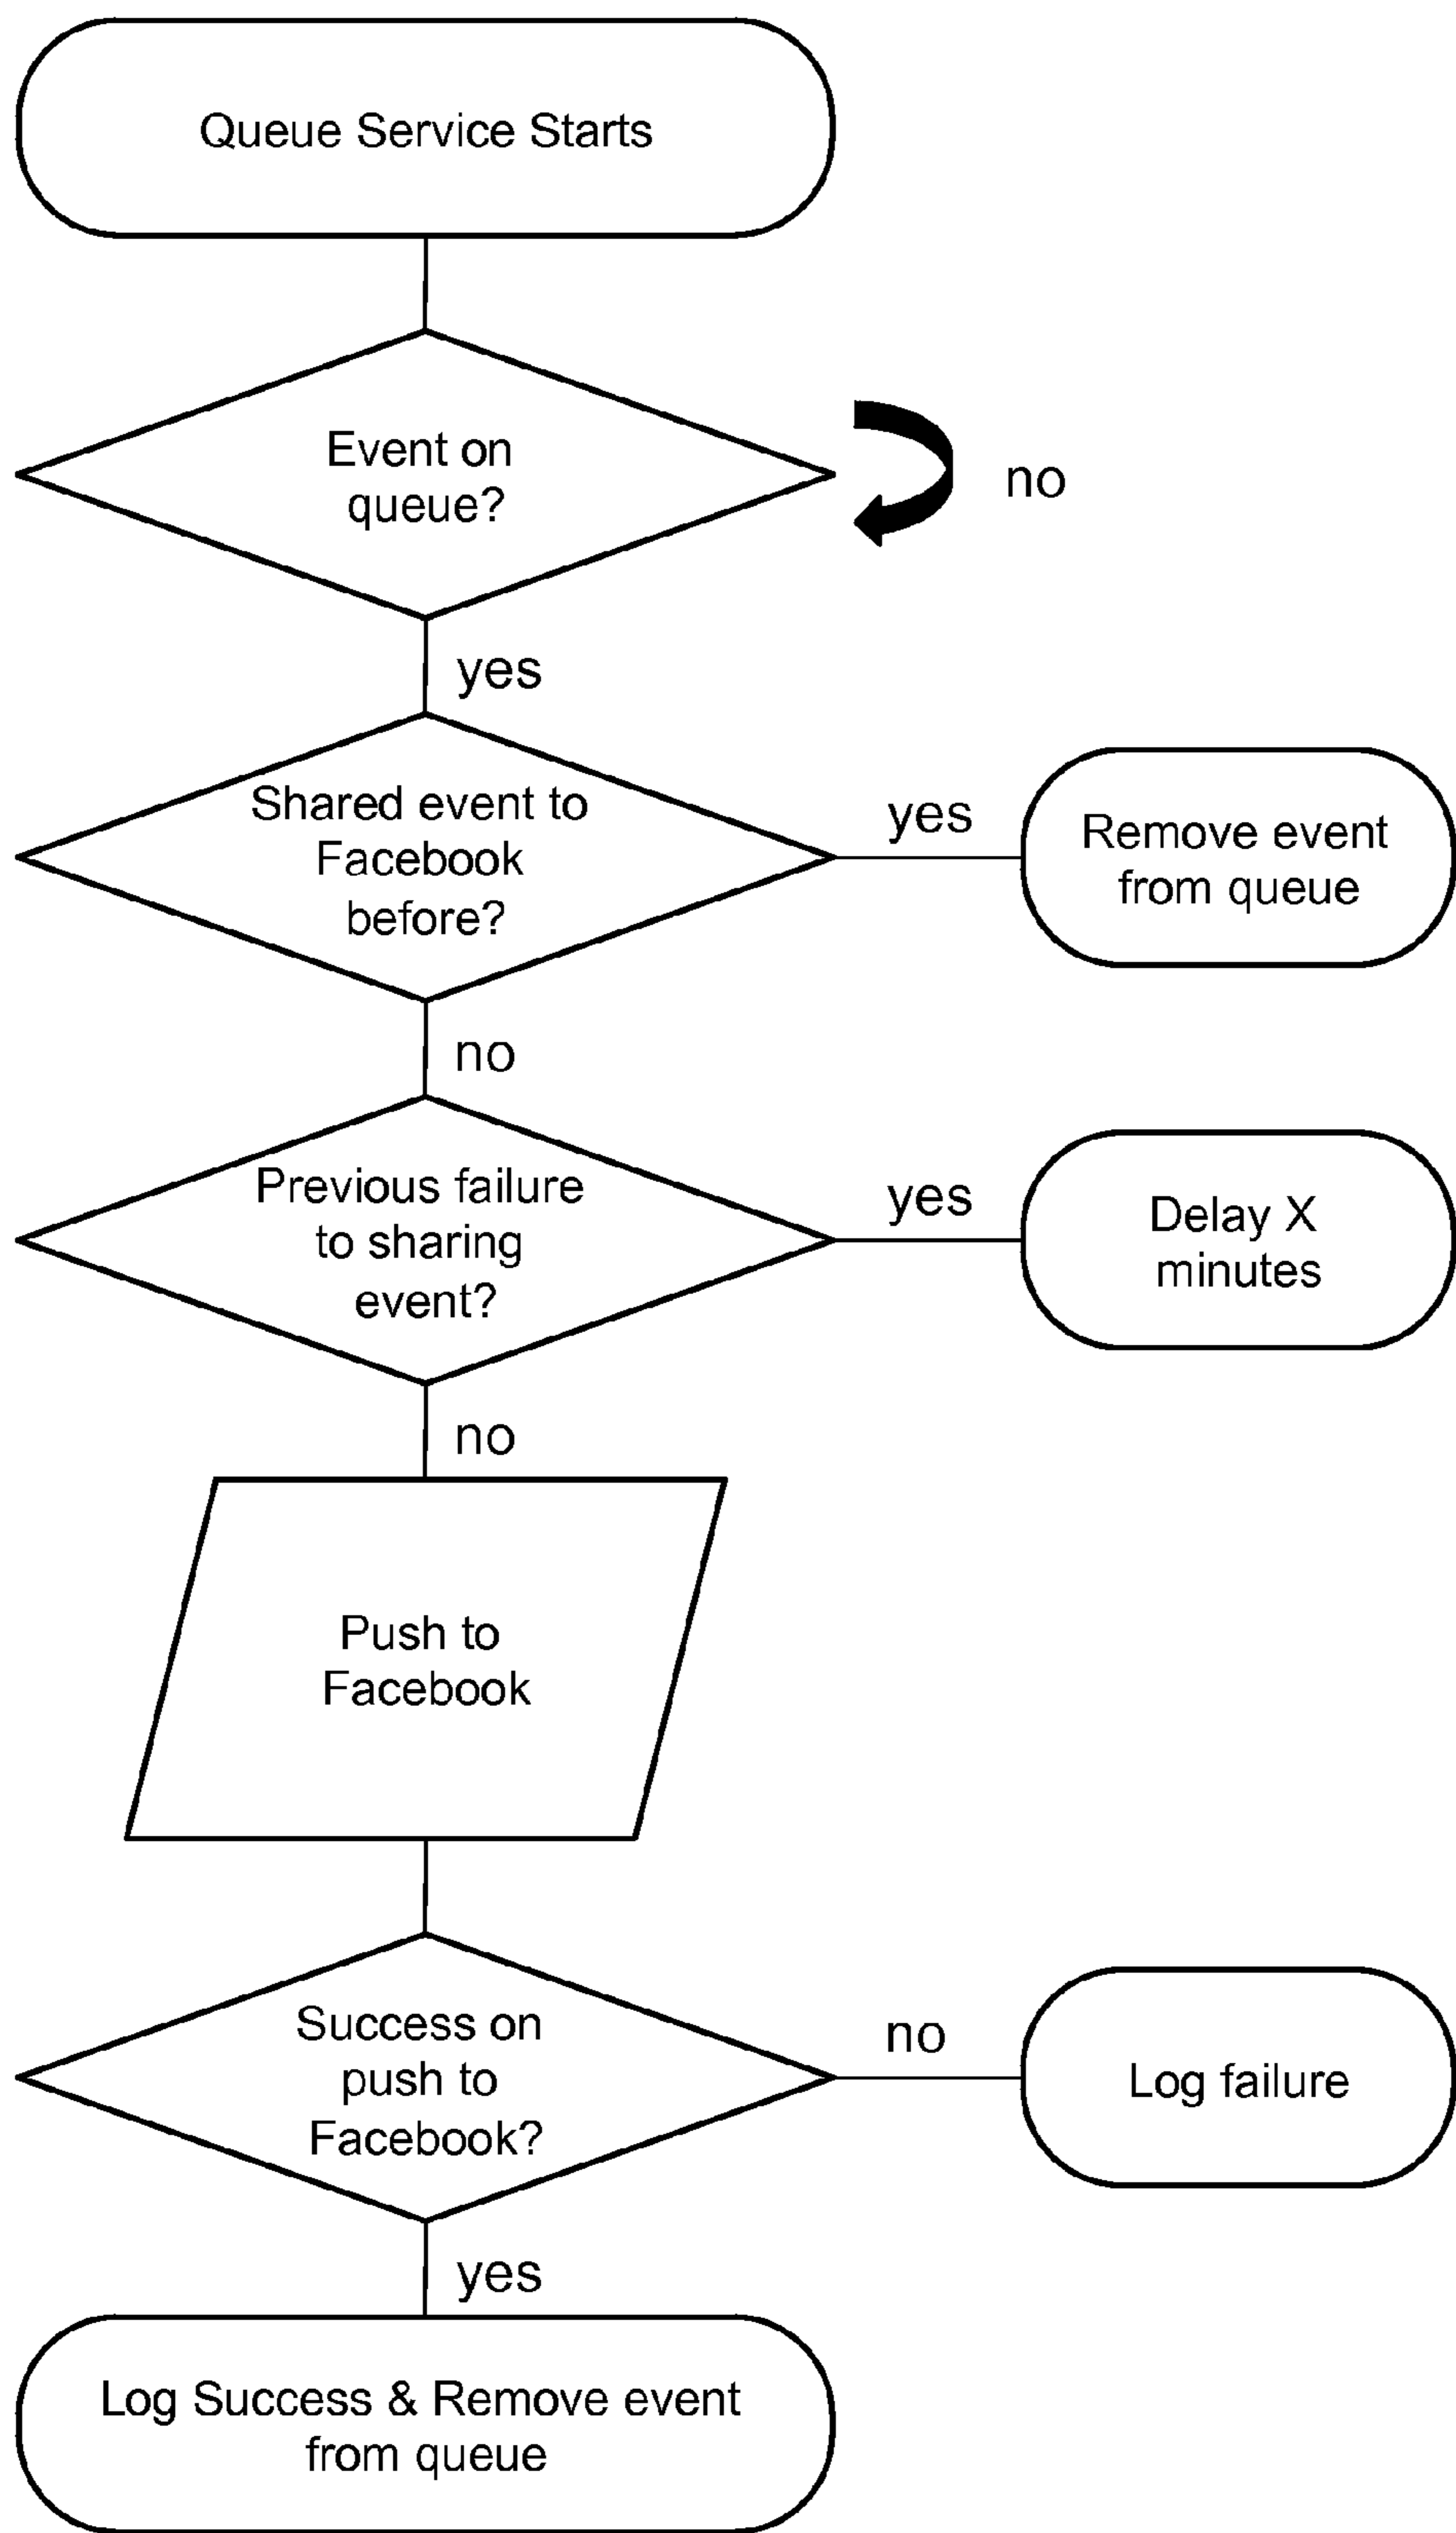 Queue Service Starts
Event on
queue?
no
yes
Shared event to
Facebook
before?
yes
Remove event
from queue
no
Previous failure
to sharing
event?
yes
Delay X
minutes
no
Push to
Facebook
Success on
push to
Facebook?
no
Log failure
yes
Log Success & Remove event
from queue